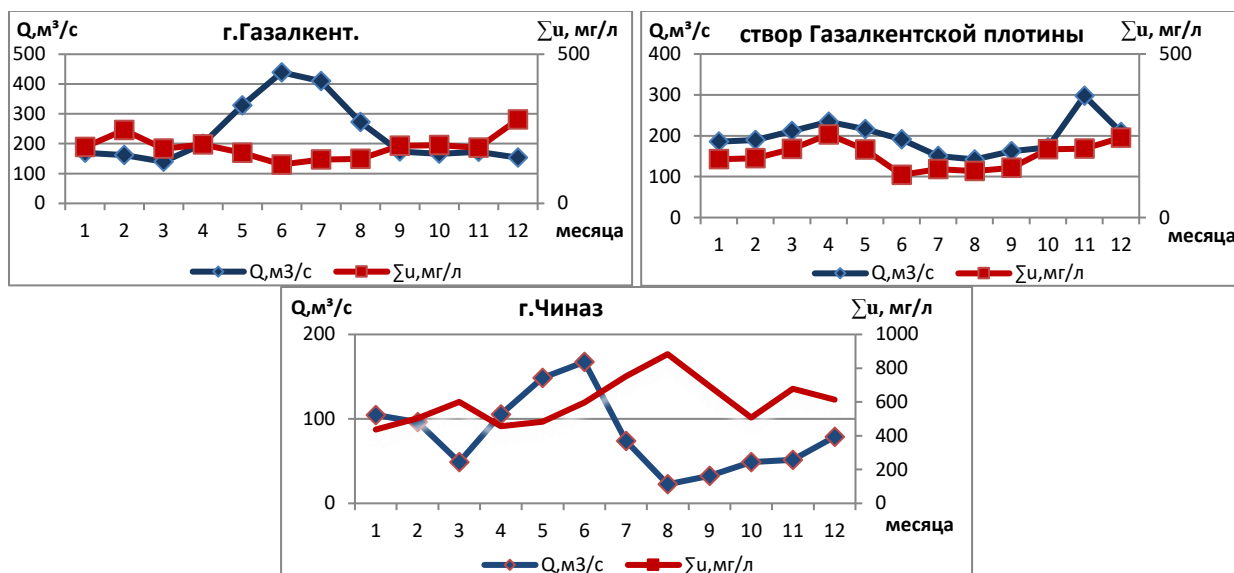 Q,м³/с г.Газалкент. ∑u, мг/л
500 500
400
300
200
100
0 0
1 2 3 4 5 6 7 8 9 10 11 12
месяца
Q,м3/с ∑u,мг/л
Q,м³/с ∑u, мг/л
створ Газалкентской плотины
400 500
300
200
100
0 0
1 2 3 4 5 6 7 8 9 10 11 12
месяца
Q,м3/с ∑u,мг/л
Q,м³/с г.Чиназ ∑u, мг/л
200 1000
800
600
100
400
200
0 0
1 2 3 4 5 6 7 8 9 10 11 12
месяца
Q,м3/с ∑u,мг/л